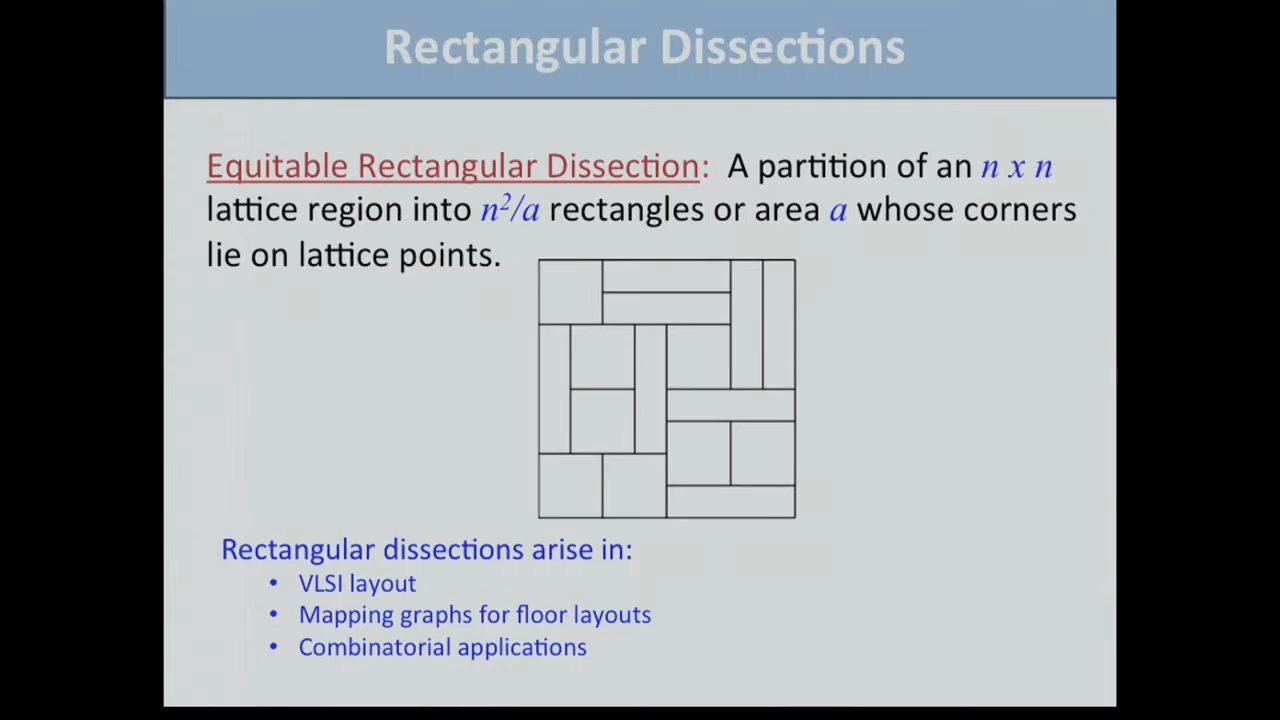 Rectangular Dissections
Equitable Rectangular Dissection: A partition of an n x n
lattice region into n²/a rectangles or area a whose corners
lie on lattice points.
Rectangular dissections arise in:
• VLSI layout
• Mapping graphs for floor layouts
• Combinatorial applications